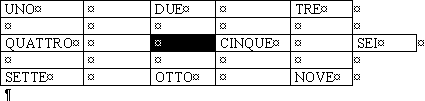 UNO DUE TRE
QUATTRO CINQUE SEI
SETTE OTTO NOVE